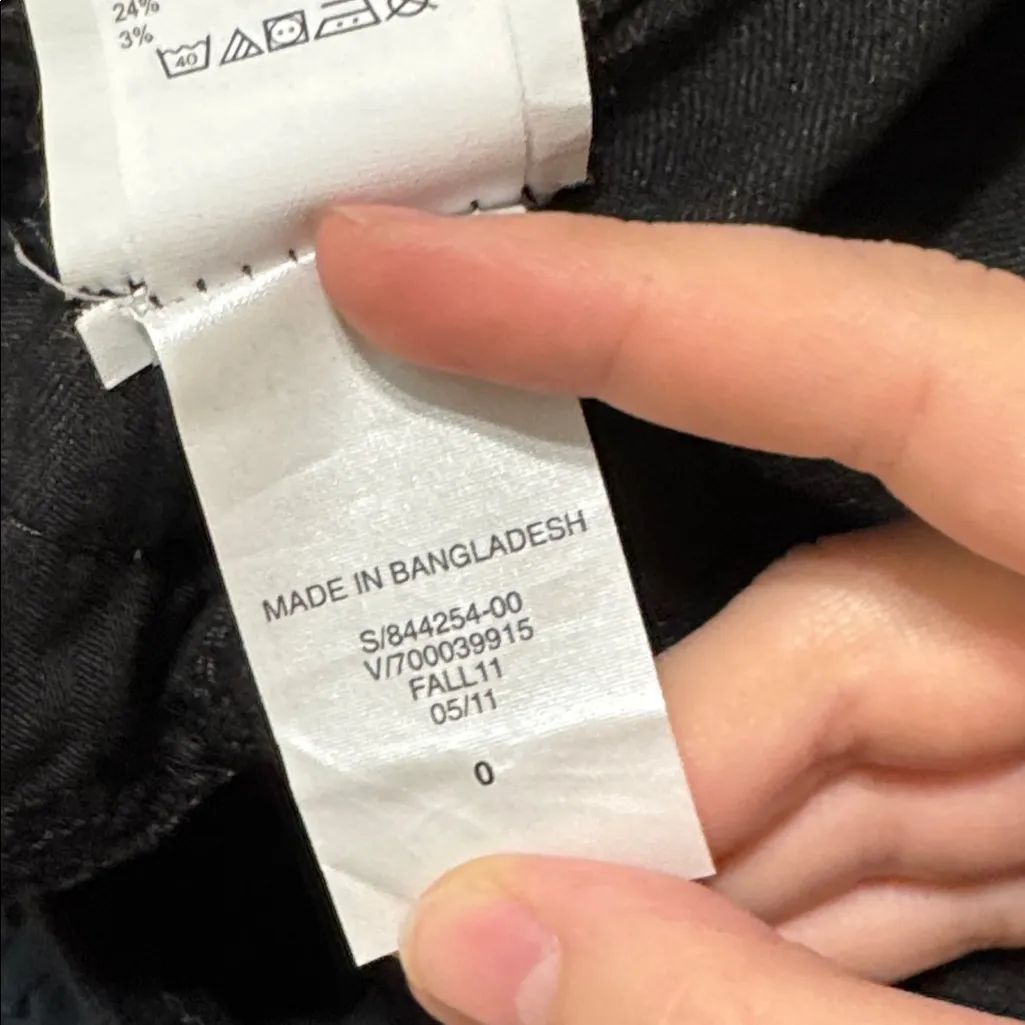 24%
3%
40
MADE IN BANGLADESH
S/844254-00
V/700039915
FALL11
05/11
0